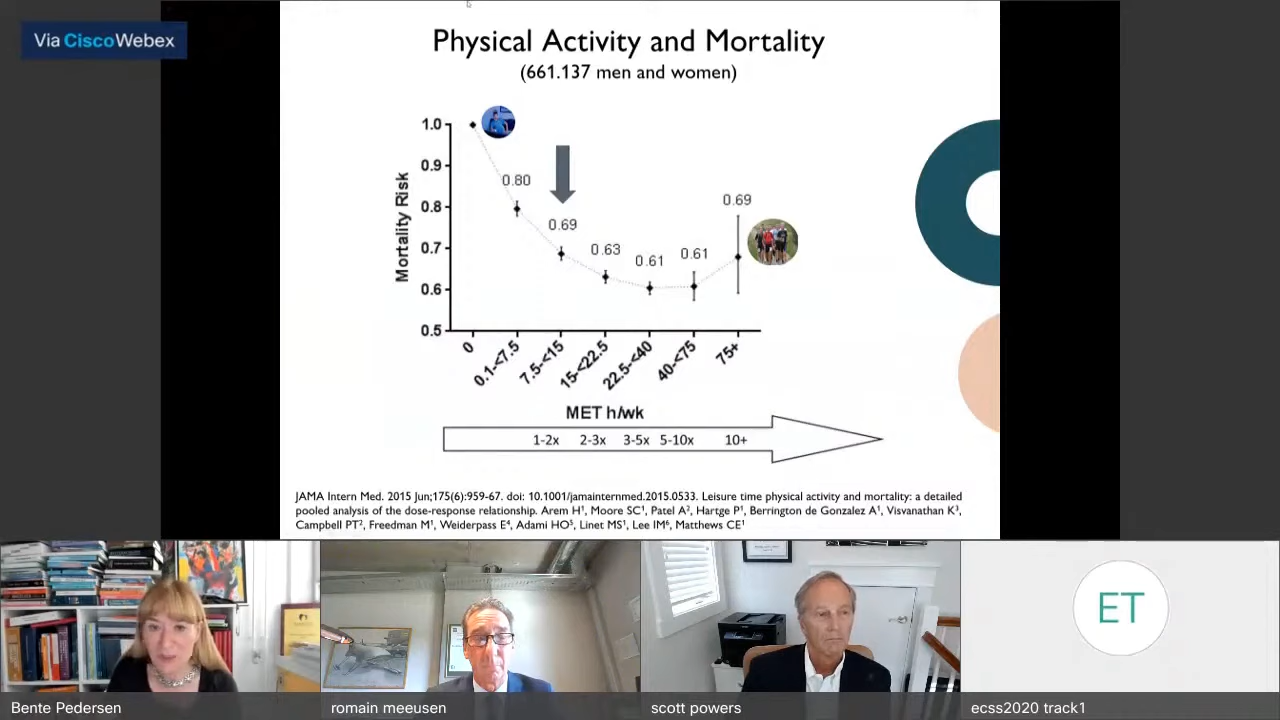 Via CiscoWebex
Physical Activity and Mortality
(661.137 men and women)
Mortality Risk
1.0
0.9
0.8
0.7
0.6
0.5
0.80
0.69
0.63
0.61
0.61
0.69
0
0.1-<7.5
7.5-<15
15-<22.5
22.5-<40
40-<75
75+
MET h/wk
1-2x 2-3x 3-5x 5-10x 10+
JAMA Intern Med. 2015 Jun;175(6):959-67. doi: 10.1001/jamainternmed.2015.0533. Leisure time physical activity and mortality: a detailed
pooled analysis of the dose-response relationship. Arem H¹, Moore SC¹, Patel A², Hartge P¹, Berrington de Gonzalez A¹, Visvanathan K³,
Campbell PT², Freedman M¹, Weiderpass E⁴, Adami HO⁵, Linet MS¹, Lee IM⁶, Matthews CE¹
ET
Bente Pedersen
romain meeusen
scott powers
ecss2020 track1